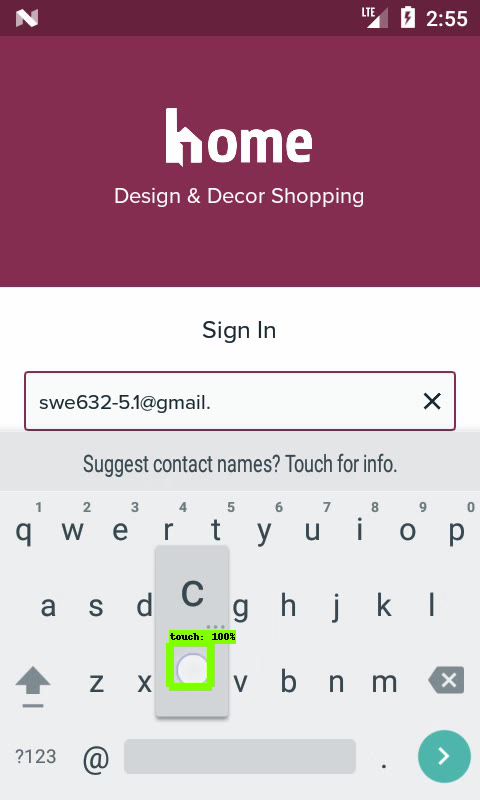 LTE 2:55
home
Design & Decor Shopping
Sign In
swe632-5.1@gmail.
Suggest contact names? Touch for info.
1 2 3 4 5 6 7 8 9 0
q w e r t y u i o p
a s d g h j k l
c
touch: 100%
z x v b n m
?123 @ .